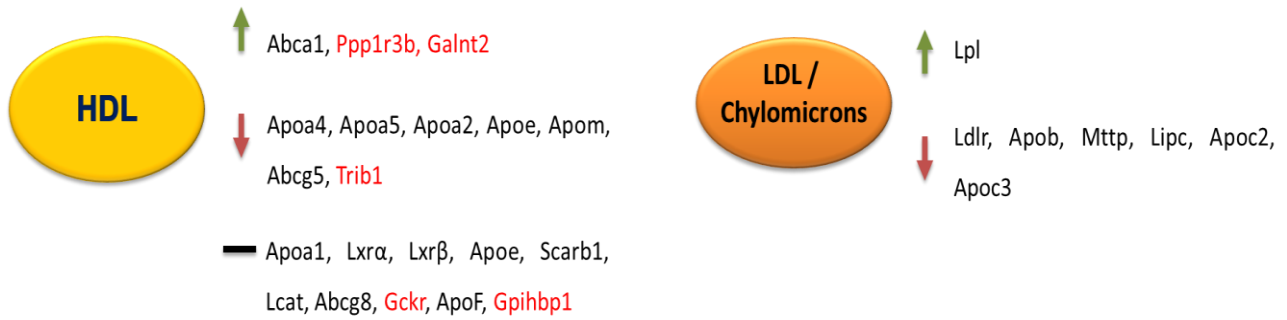 HDL
Abca1, Ppp1r3b, Galnt2
Apoa4, Apoa5, Apoa2, Apoe, Apom,
Abcg5, Trib1
Apoa1, Lxrα, Lxrβ, Apoe, Scarb1,
Lcat, Abcg8, Gckr, ApoF, Gpihbp1
LDL /
Chylomicrons
Lpl
Ldlr, Apob, Mttp, Lipc, Apoc2,
Apoc3